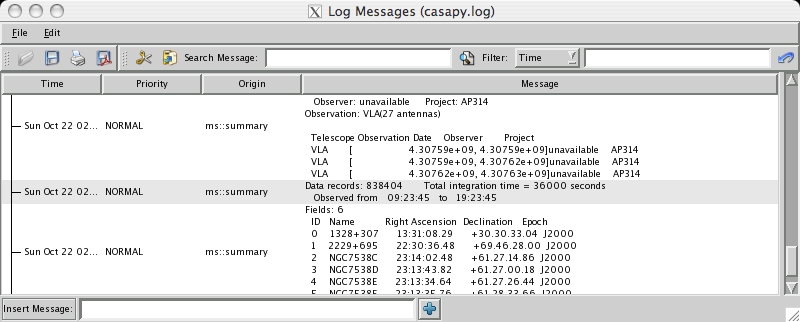 Log Messages (casapy.log)
File Edit
Search Message: Filter: Time
Time Priority Origin Message
Observer: unavailable Project: AP314
Observation: VLA(27 antennas)
Sun Oct 22 02... NORMAL ms::summary
Telescope Observation Date Observer Project
VLA [ 4.30759e+09, 4.30759e+09]unavailable AP314
VLA [ 4.30759e+09, 4.30762e+09]unavailable AP314
VLA [ 4.30762e+09, 4.30763e+09]unavailable AP314
Data records: 838404 Total integration time = 36000 seconds
Sun Oct 22 02... NORMAL ms::summary
Observed from 09:23:45 to 19:23:45
Fields: 6
ID Name Right Ascension Declination Epoch
0 1328+307 13:31:08.29 +30.30.33.04 J2000
1 2229+695 22:30:36.48 +69.46.28.00 J2000
Sun Oct 22 02... NORMAL ms::summary
2 NGC7538C 23:14:02.48 +61.27.14.86 J2000
3 NGC7538D 23:13:43.82 +61.27.00.18 J2000
4 NGC7538E 23:13:34.64 +61.27.26.44 J2000
Insert Message: